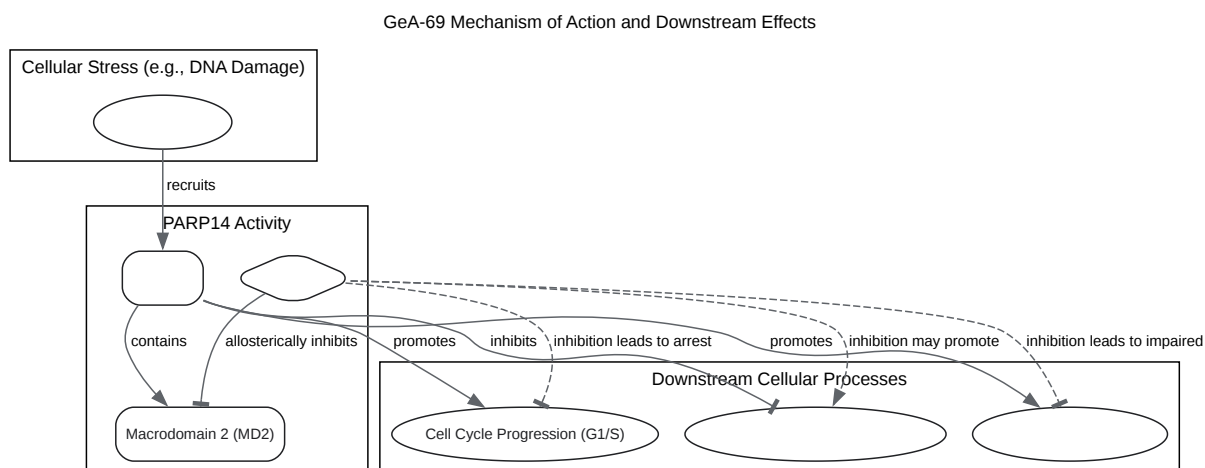 GeA-69 Mechanism of Action and Downstream Effects
Cellular Stress (e.g., DNA Damage)
recruits
PARP14 Activity
contains
allosterically inhibits
promotes
inhibits
inhibition leads to arrest
promotes
inhibition may promote
inhibition leads to impaired
Downstream Cellular Processes
Macrodomain 2 (MD2)
Cell Cycle Progression (G1/S)